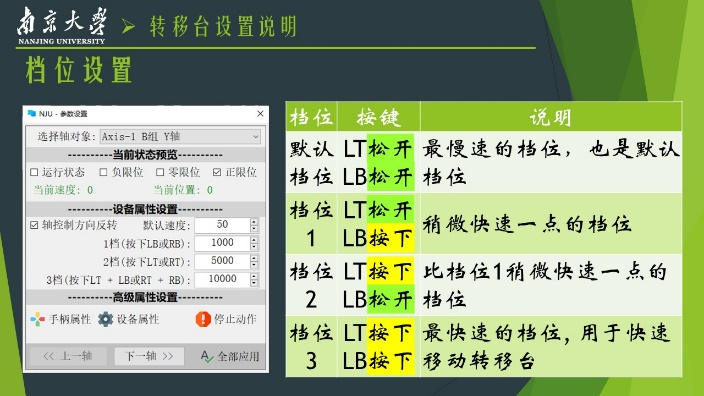 南京大學
NANJING UNIVERSITY
➢ 转移台设置说明
档位设置
NJU - 参数设置
选择轴对象: Axis-1 B组 Y轴
----------当前状态预览----------
运行状态 负限位 零限位 正限位
当前速度: 0 当前位置: 0
----------设备属性设置----------
轴控制方向反转 默认速度: 50
1档(按下LB或RB): 1000
2档(按下LT或RT): 5000
3档(按下LT + LB或RT + RB): 10000
----------高级属性设置----------
手柄属性 设备属性 停止动作
<< 上一轴 下一轴 >> 全部应用
档位 按键 说明
默认档位 LT松开 最慢速的档位，也是默认
LB松开 档位
档位 LT松开 稍微快速一点的档位
1 LB按下
档位 LT按下 比档位1稍微快速一点的
2 LB松开 档位
档位 LT按下 最快速的档位,用于快速
3 LB按下 移动转移台